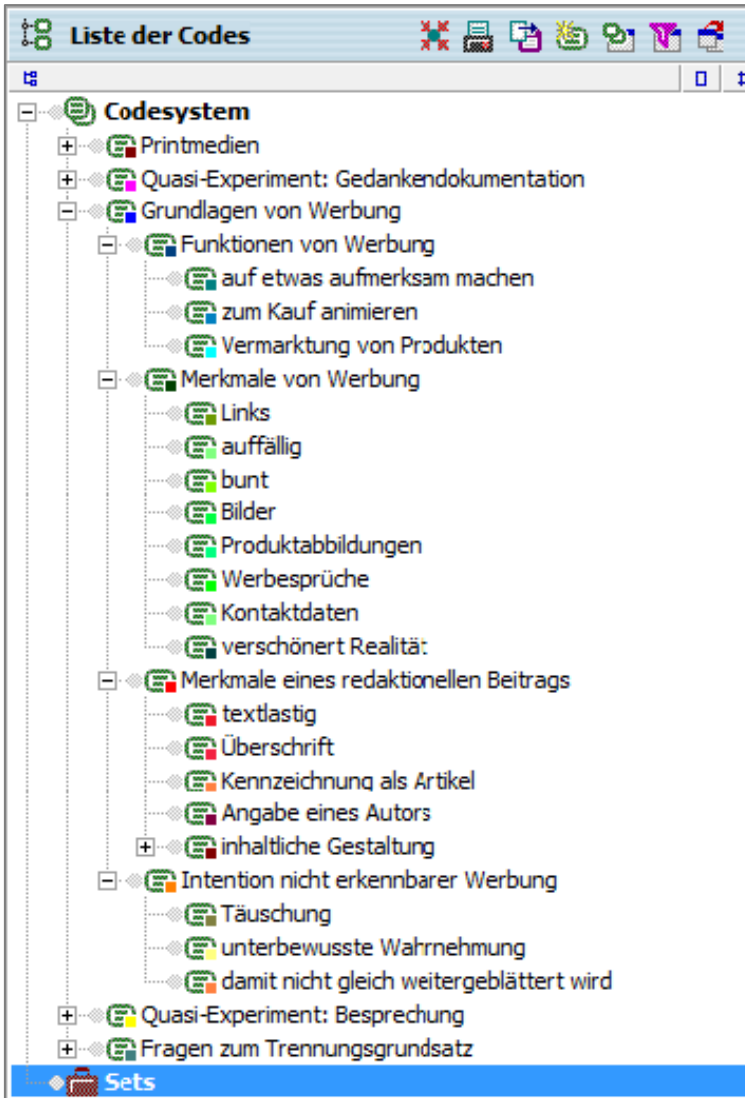 Liste der Codes
Codesystem
Printmedien
Quasi-Experiment: Gedankendokumentation
Grundlagen von Werbung
Funktionen von Werbung
auf etwas aufmerksam machen
zum Kauf animieren
Vermarktung von Produkten
Merkmale von Werbung
Links
auffällig
bunt
Bilder
Produktabbildungen
Werbesprüche
Kontaktdaten
verschönert Realität
Merkmale eines redaktionellen Beitrags
textlastig
Überschrift
Kennzeichnung als Artikel
Angabe eines Autors
inhaltliche Gestaltung
Intention nicht erkennbarer Werbung
Täuschung
unterbewusste Wahrnehmung
damit nicht gleich weitergeblättert wird
Quasi-Experiment: Besprechung
Fragen zum Trennungsgrundsatz
Sets